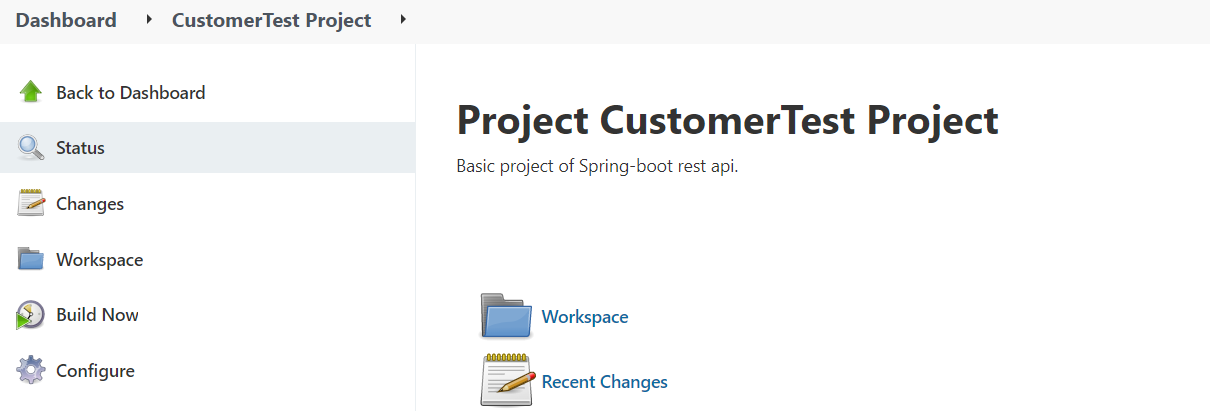 Dashboard CustomerTest Project
Back to Dashboard
Status
Changes
Workspace
Build Now
Configure
Project CustomerTest Project
Basic project of Spring-boot rest api.
Workspace
Recent Changes